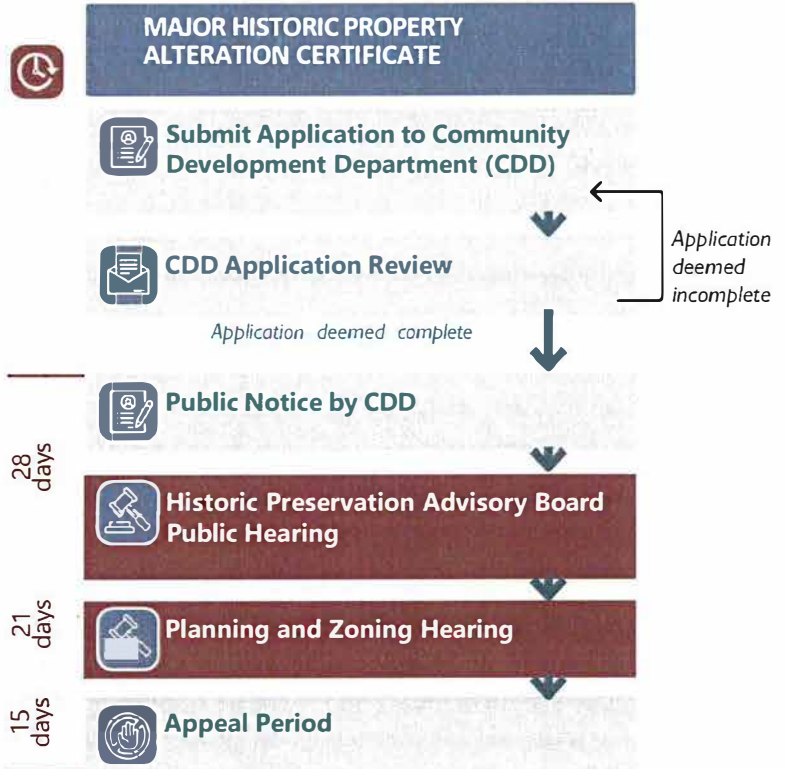 MAJOR HISTORIC PROPERTY
ALTERATION CERTIFICATE
Submit Application to Community
Development Department (CDD)
Application
deemed
incomplete
CDD Application Review
Application deemed complete
Public Notice by CDD
28
days
Historic Preservation Advisory Board
Public Hearing
21
days
Planning and Zoning Hearing
15
days
Appeal Period